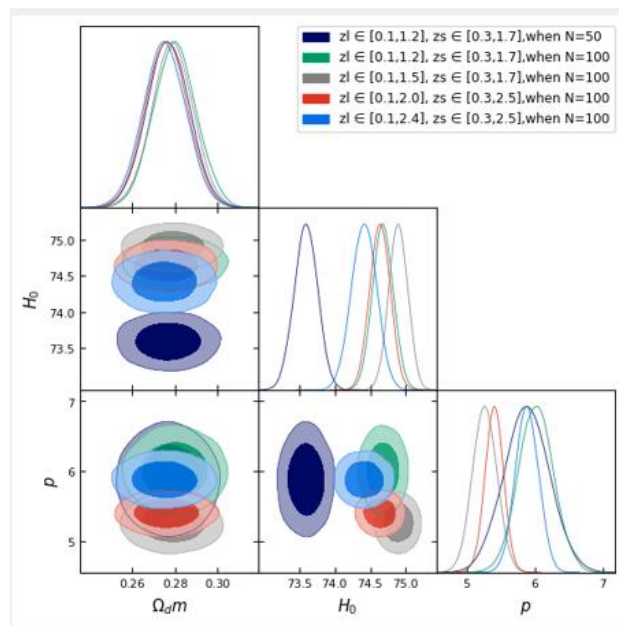 zl ∈ [0.1,1.2], zs ∈ [0.3,1.7],when N=50
zl ∈ [0.1,1.2], zs ∈ [0.3,1.7],when N=100
zl ∈ [0.1,1.5], zs ∈ [0.3,1.7],when N=100
zl ∈ [0.1,2.0], zs ∈ [0.3,2.5],when N=100
zl ∈ [0.1,2.4], zs ∈ [0.3,2.5],when N=100
75.0
74.5
74.0
73.5
H₀
7
6
5
p
0.26 0.28 0.30
73.5 74.0 74.5 75.0
5 6 7
Ω_dm
H₀
p